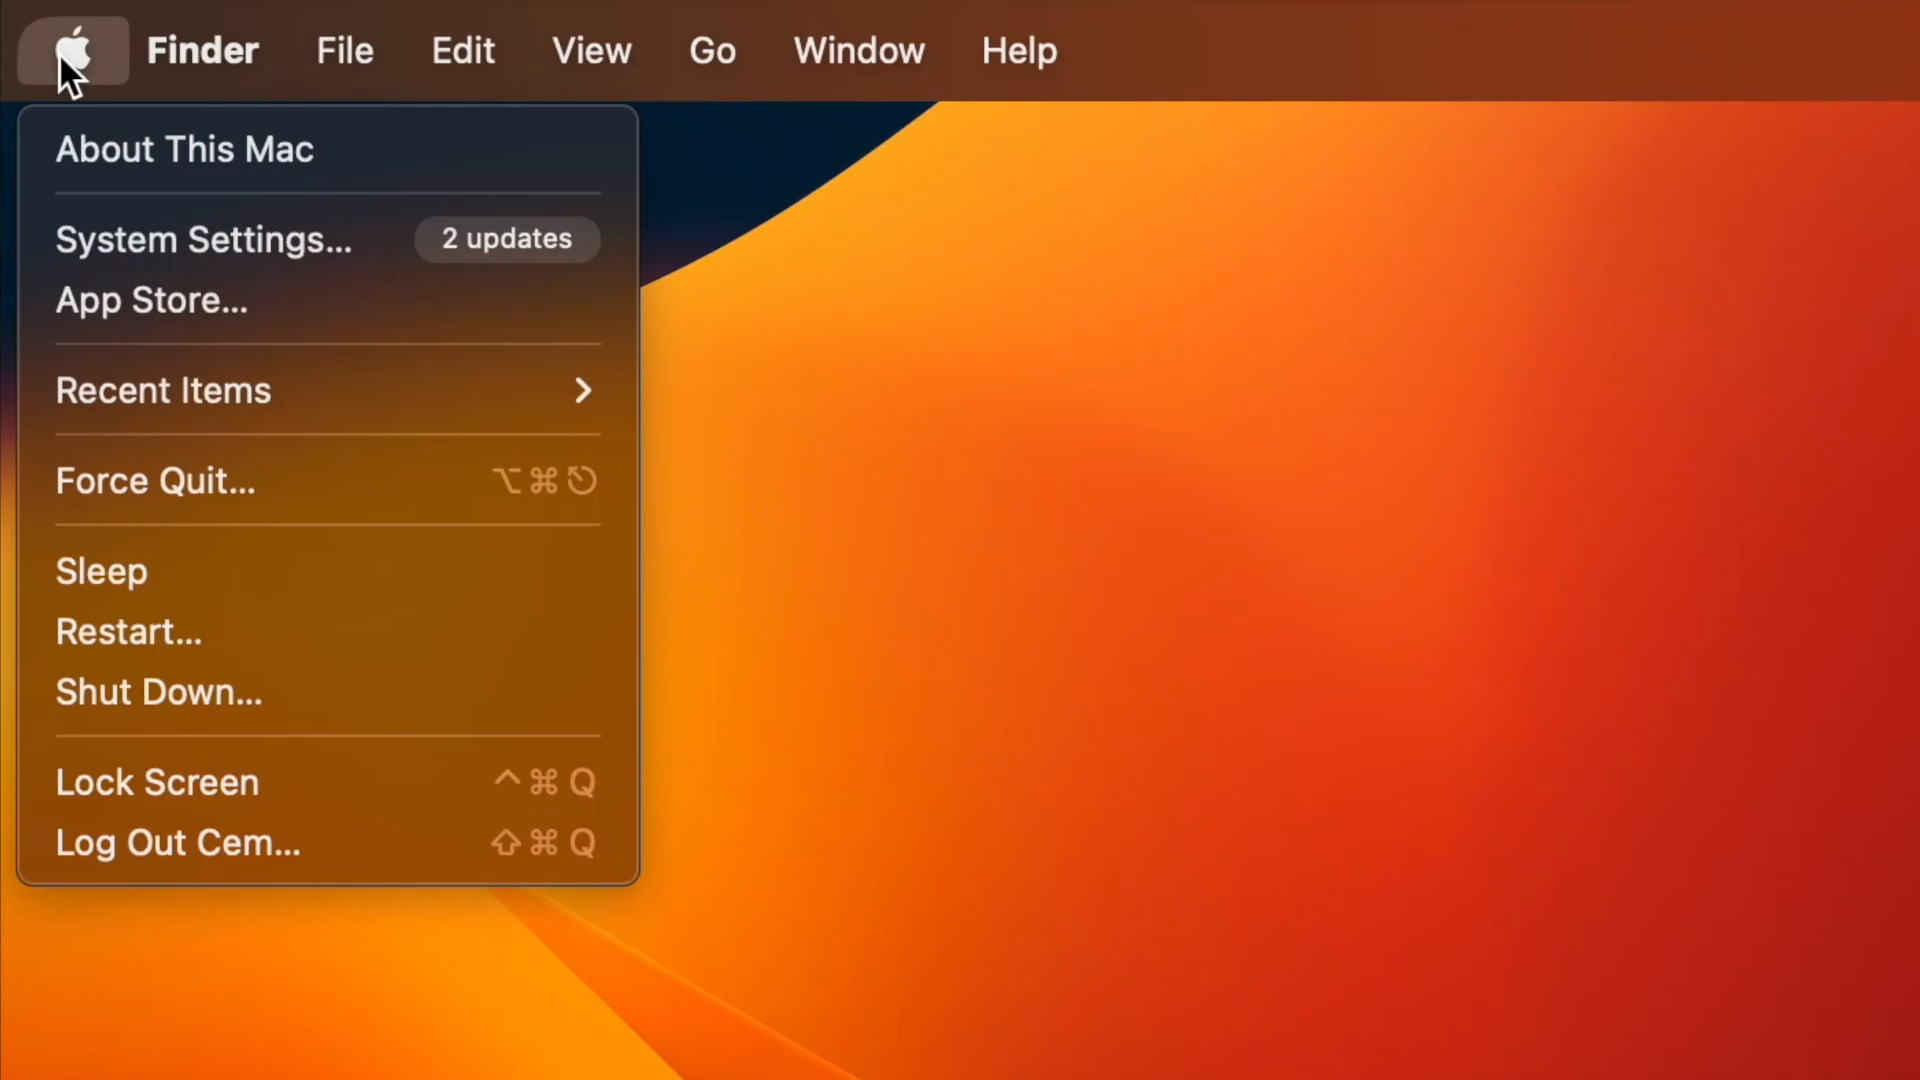 Finder File Edit View Go Window Help
About This Mac
System Settings... 2 updates
App Store...
Recent Items
Force Quit... ⌥⌘⎋
Sleep
Restart...
Shut Down...
Lock Screen ^⌘Q
Log Out Cem... ⇧⌘Q